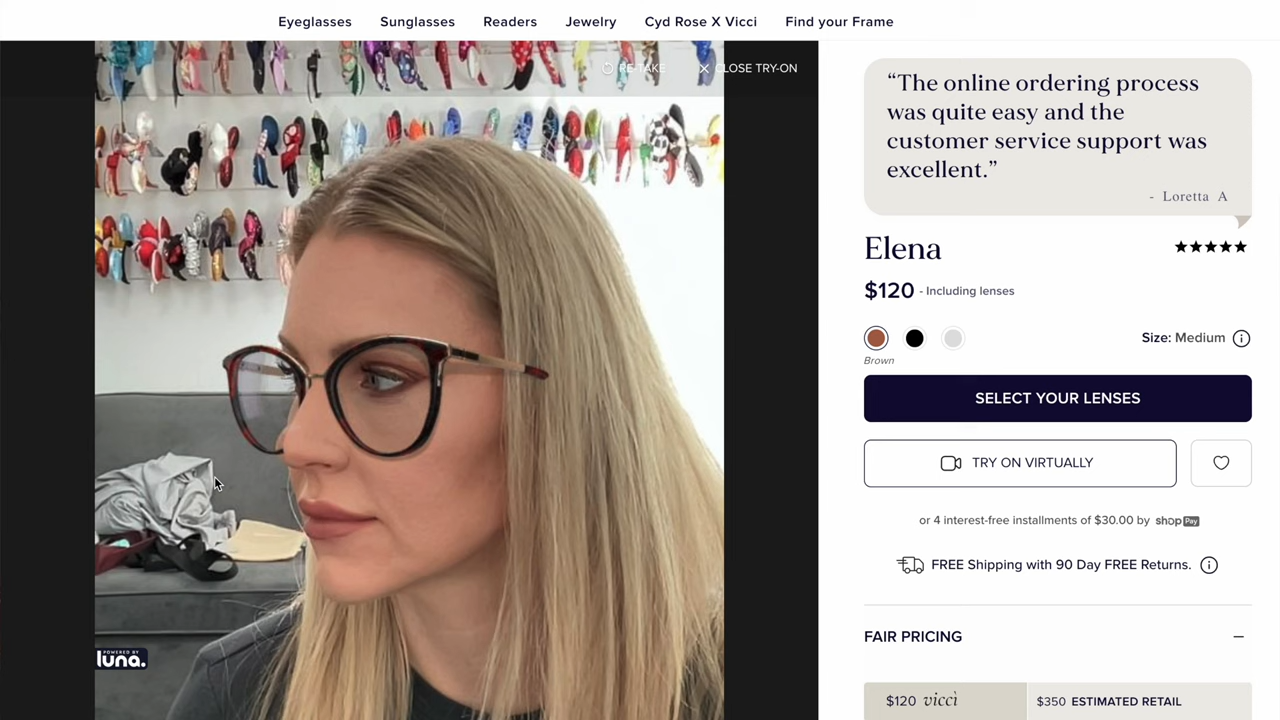 Eyeglasses
Sunglasses
Readers
Jewelry
Cyd Rose X Vicci
Find your Frame
RE-TAKE
CLOSE TRY-ON
“The online ordering process
was quite easy and the
customer service support was
excellent.”
- Loretta A
Elena
$120 - Including lenses
Size: Medium
Brown
SELECT YOUR LENSES
TRY ON VIRTUALLY
or 4 interest-free installments of $30.00 by shop Pay
FREE Shipping with 90 Day FREE Returns.
FAIR PRICING
$120 vicci
$350 ESTIMATED RETAIL
POWERED BY
luna.